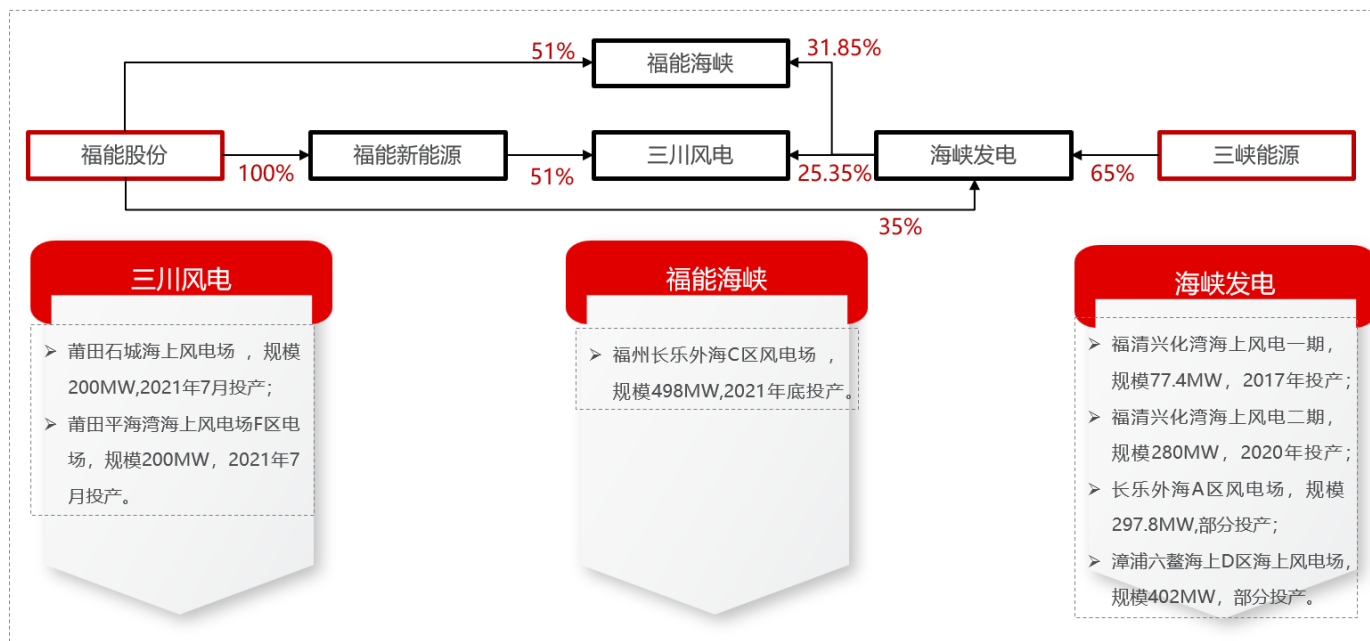 51%
福能海峡
31.85%
福能股份
100%
福能新能源
51%
三川风电
25.35%
海峡发电
65%
三峡能源
35%
三川风电
➢ 莆田石城海上风电场 ，规模
200MW,2021年7月投产；
➢ 莆田平海湾海上风电场F区电
场，规模200MW，2021年7
月投产。
福能海峡
➢ 福州长乐外海C区风电场 ，
规模498MW,2021年底投产。
海峡发电
➢ 福清兴化湾海上风电一期，
规模77.4MW，2017年投产；
➢ 福清兴化湾海上风电二期，
规模280MW，2020年投产；
➢ 长乐外海A区风电场，规模
297.8MW,部分投产；
➢ 漳浦六鳌海上D区海上风电场，
规模402MW，部分投产。